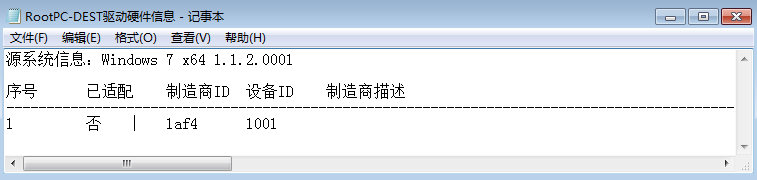 RootPC-DEST驱动硬件信息 - 记事本
文件(F) 编辑(E) 格式(O) 查看(V) 帮助(H)
源系统信息: Windows 7 x64 1.1.2.0001
序号 已适配 制造商ID 设备ID 制造商描述
--------------------------------------------------------------------------------------------
1 否 | 1af4 1001